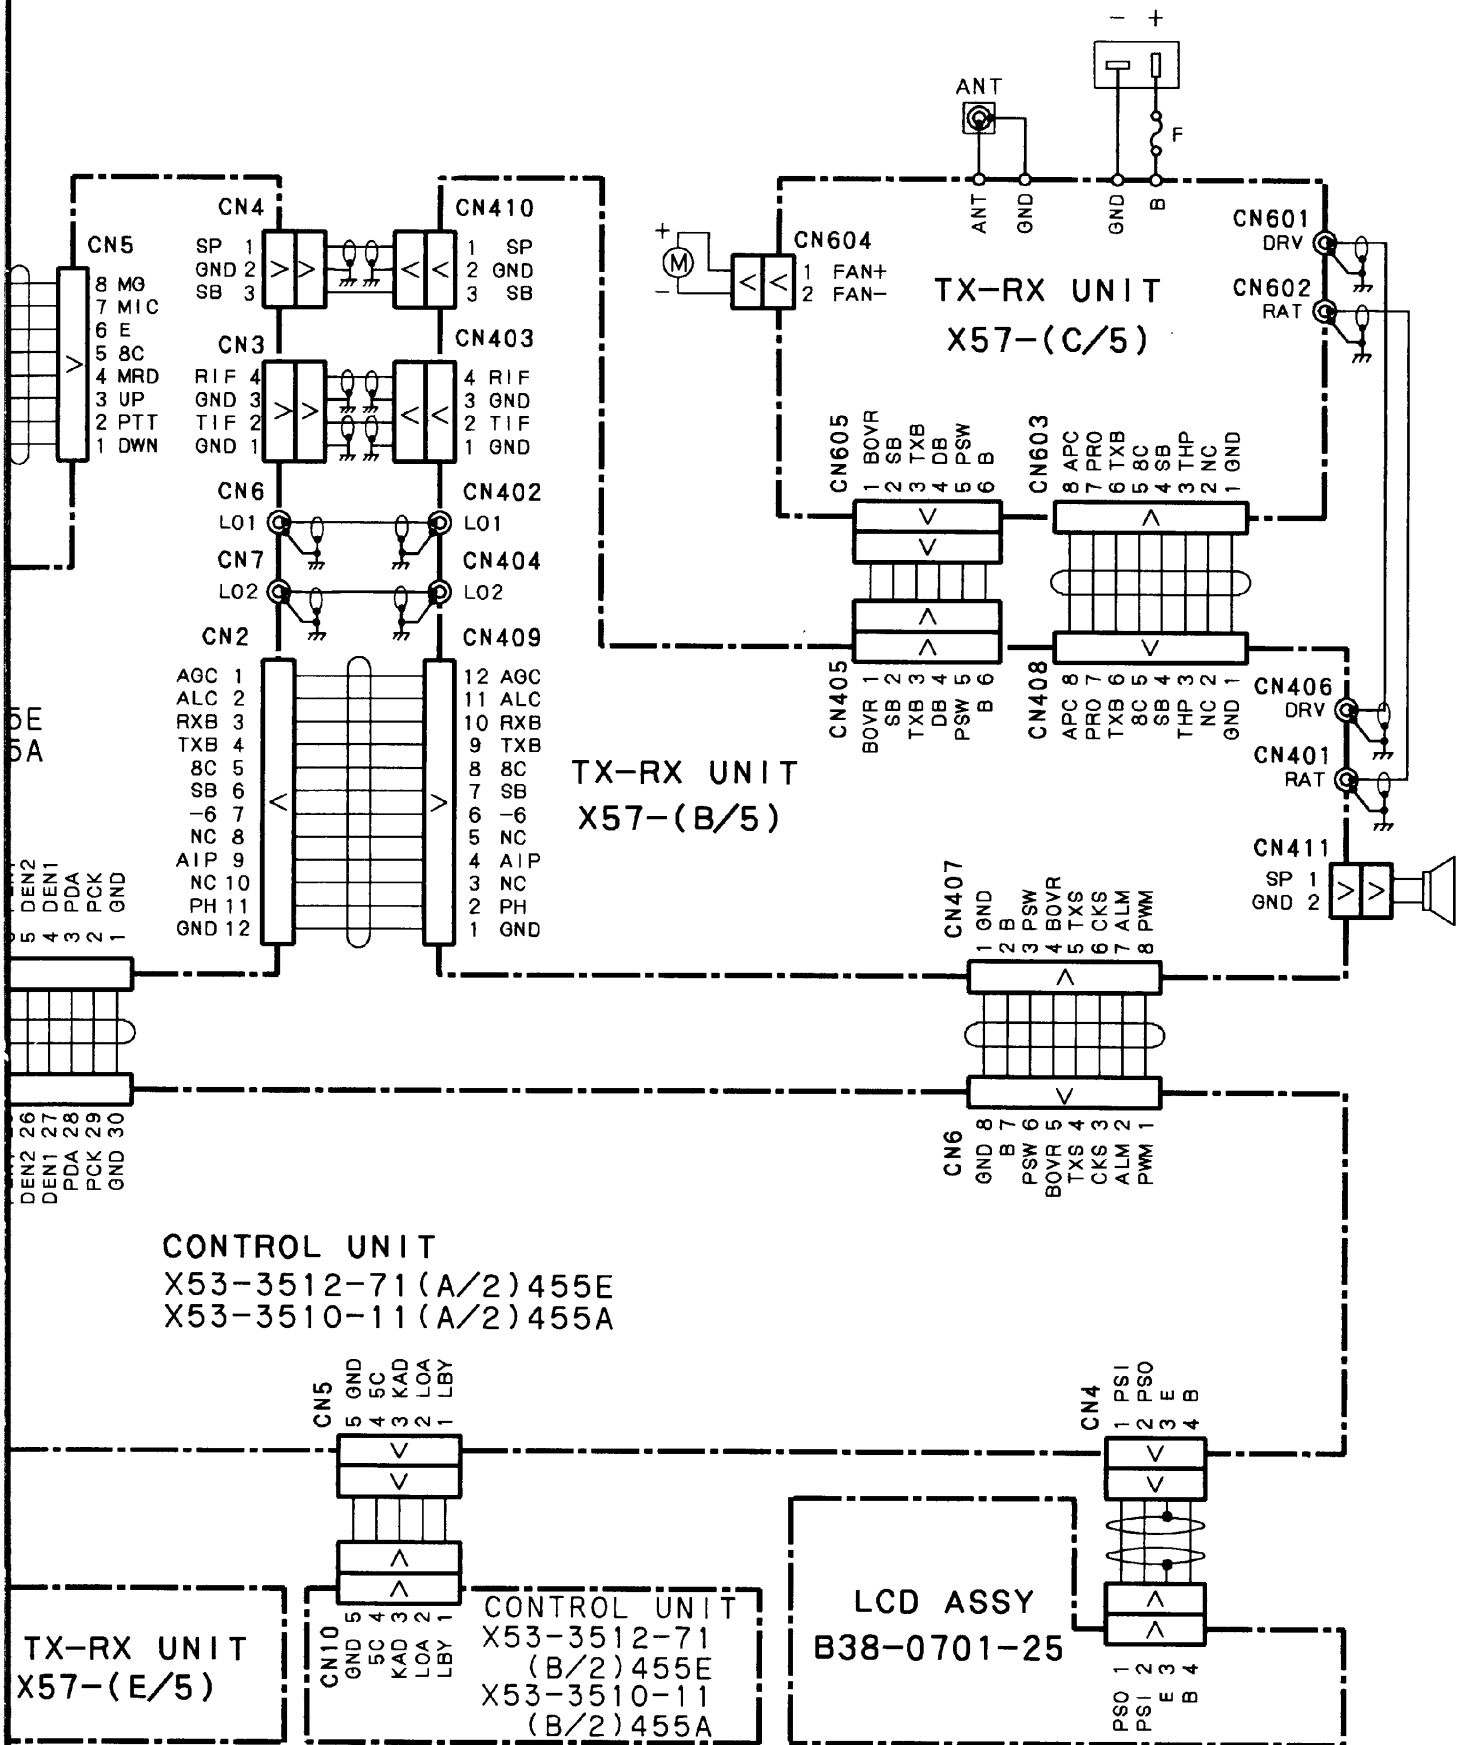 - +
ANT
F
ANT
GND
GND
B
CN4
SP 1
GND 2
SB 3
CN410
1 SP
2 GND
3 SB
CN5
8 MG
7 MIC
6 E
5 8C
4 MRD
3 UP
2 PTT
1 DWN
CN3
RIF 4
GND 3
TIF 2
GND 1
CN403
4 RIF
3 GND
2 TIF
1 GND
CN6
LO1
CN402
LO1
CN7
LO2
CN404
LO2
+
M
-
CN604
1 FAN+
2 FAN-
TX-RX UNIT
X57-(C/5)
CN601
DRV
CN602
RAT
CN605
1 BOVR
2 SB
3 TXB
4 DB
5 PSW
6 B
CN603
8 APC
7 PRO
6 TXB
5 8C
4 SB
3 THP
2 NC
1 GND
CN405
BOVR 1
SB 2
TXB 3
DB 4
PSW 5
B 6
CN408
APC 8
PRO 7
TXB 6
8C 5
SB 4
THP 3
NC 2
GND 1
CN406
DRV
CN401
RAT
CN411
SP 1
GND 2
CN2
AGC 1
ALC 2
RXB 3
TXB 4
8C 5
SB 6
-6 7
NC 8
AIP 9
NC 10
PH 11
GND 12
CN409
12 AGC
11 ALC
10 RXB
9 TXB
8 8C
7 SB
6 -6
5 NC
4 AIP
3 NC
2 PH
1 GND
5E
5A
TX-RX UNIT
X57-(B/5)
5 DEN2
4 DEN1
3 PDA
2 PCK
1 GND
DEN2 26
DEN1 27
PDA 28
PCK 29
GND 30
CN407
1 GND
2 B
3 PSW
4 BOVR
5 TXS
6 CKS
7 ALM
8 PWM
CN6
GND 8
B 7
PSW 6
BOVR 5
TXS 4
CKS 3
ALM 2
PWM 1
CONTROL UNIT
X53-3512-71(A/2)455E
X53-3510-11(A/2)455A
CN5
5 GND
4 5C
3 KAD
2 LOA
1 LBY
CN4
1 PSI
2 PSO
3 E
4 B
CN10
GND 5
5C 4
KAD 3
LOA 2
LBY 1
CONTROL UNIT
X53-3512-71
(B/2)455E
X53-3510-11
(B/2)455A
TX-RX UNIT
X57-(E/5)
LCD ASSY
B38-0701-25
PSO 1
PSI 2
E 3
B 4